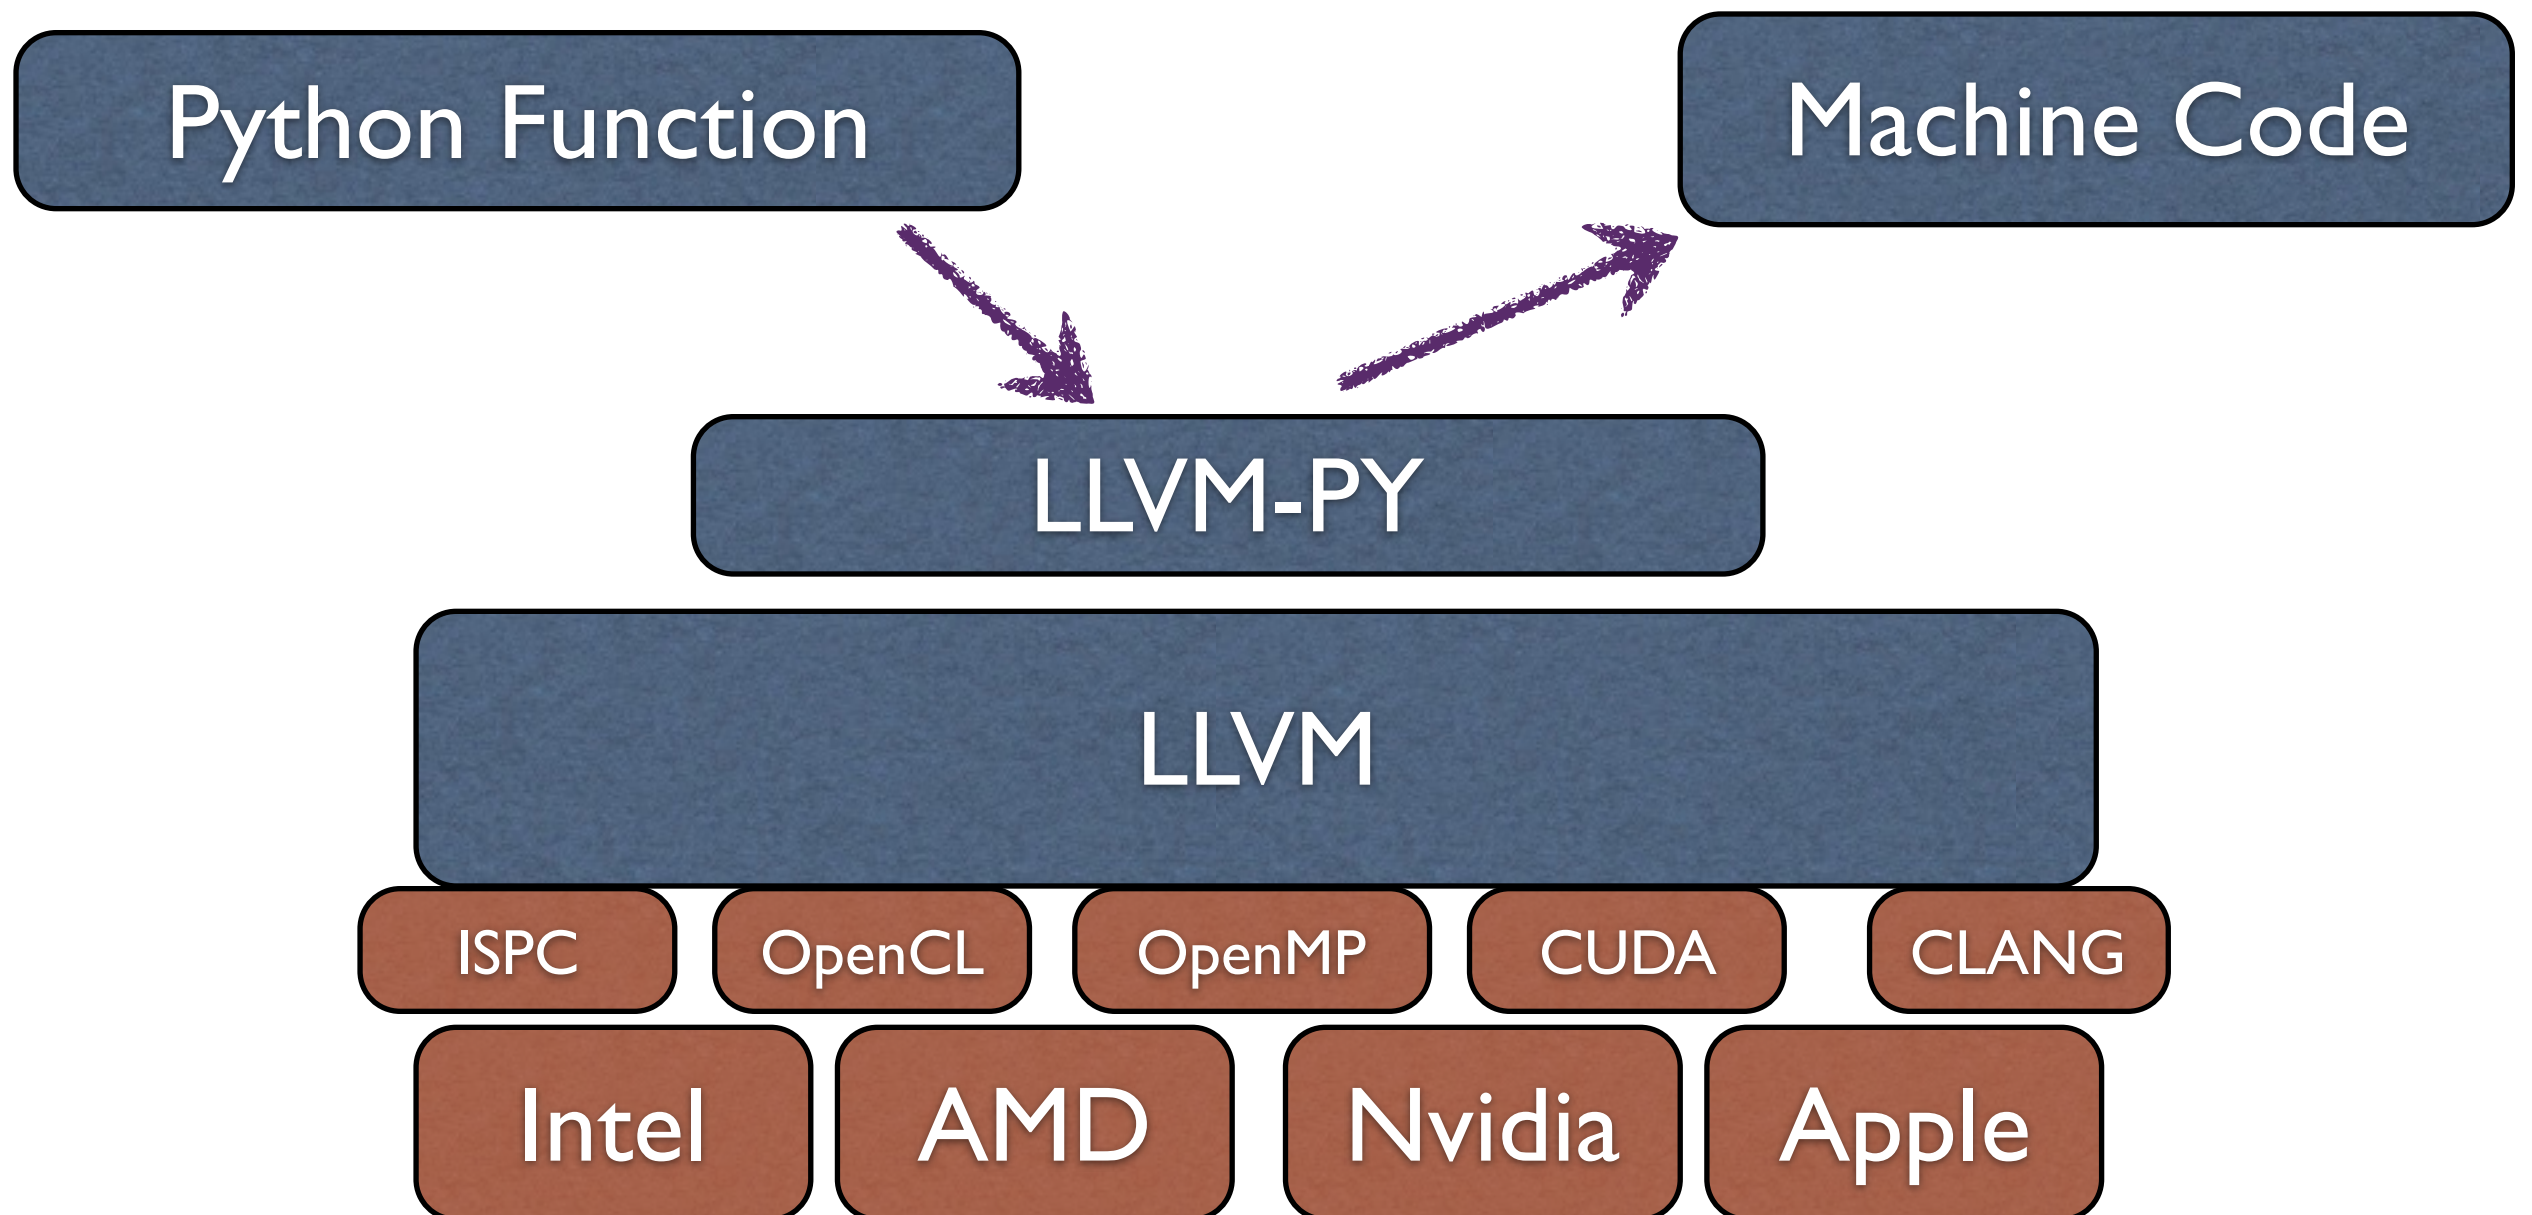 Python Function
Machine Code
LLVM-PY
LLVM
ISPC
OpenCL
OpenMP
CUDA
CLANG
Intel
AMD
Nvidia
Apple